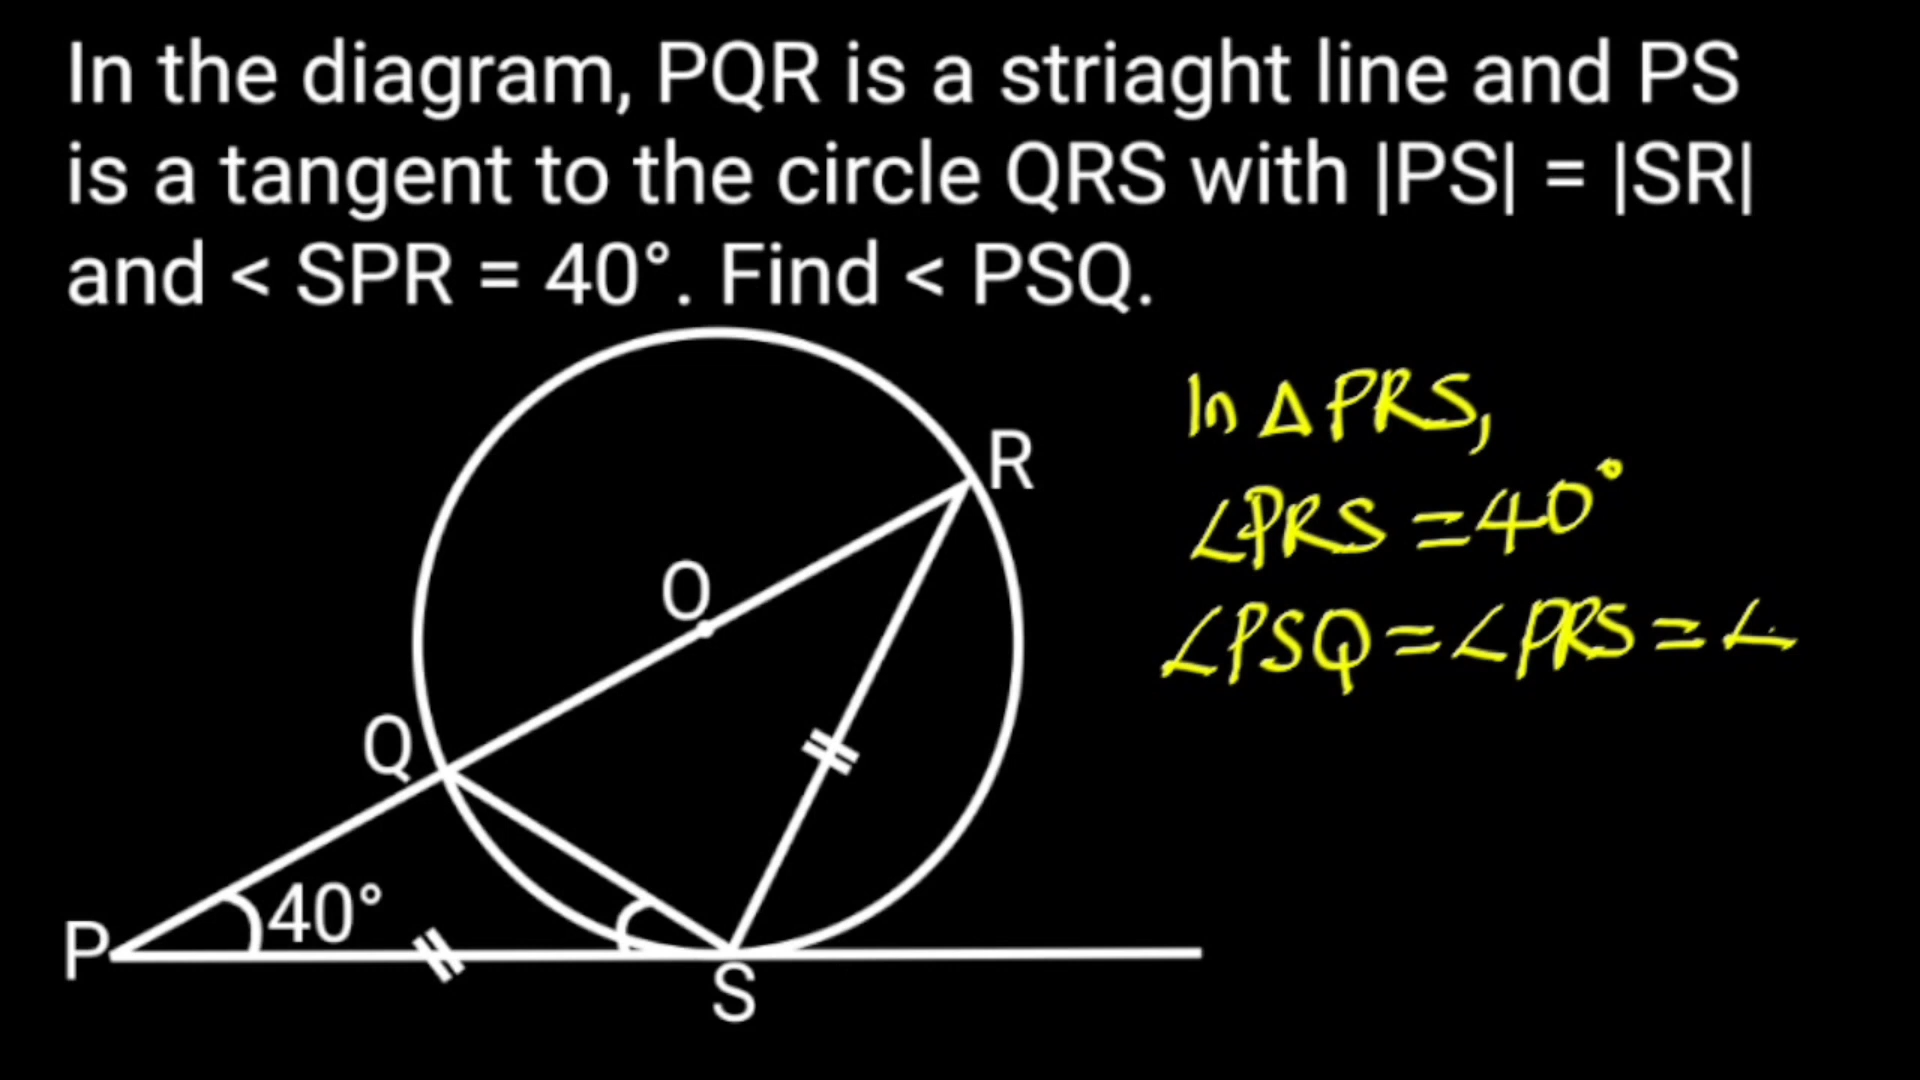 In the diagram, PQR is a striaght line and PS
is a tangent to the circle QRS with |PS| = |SR|
and < SPR = 40°. Find < PSQ.
In Δ PRS,
R
∠PRS = 40°
O
∠PSQ = ∠PRS = ∠
Q
40°
P
S